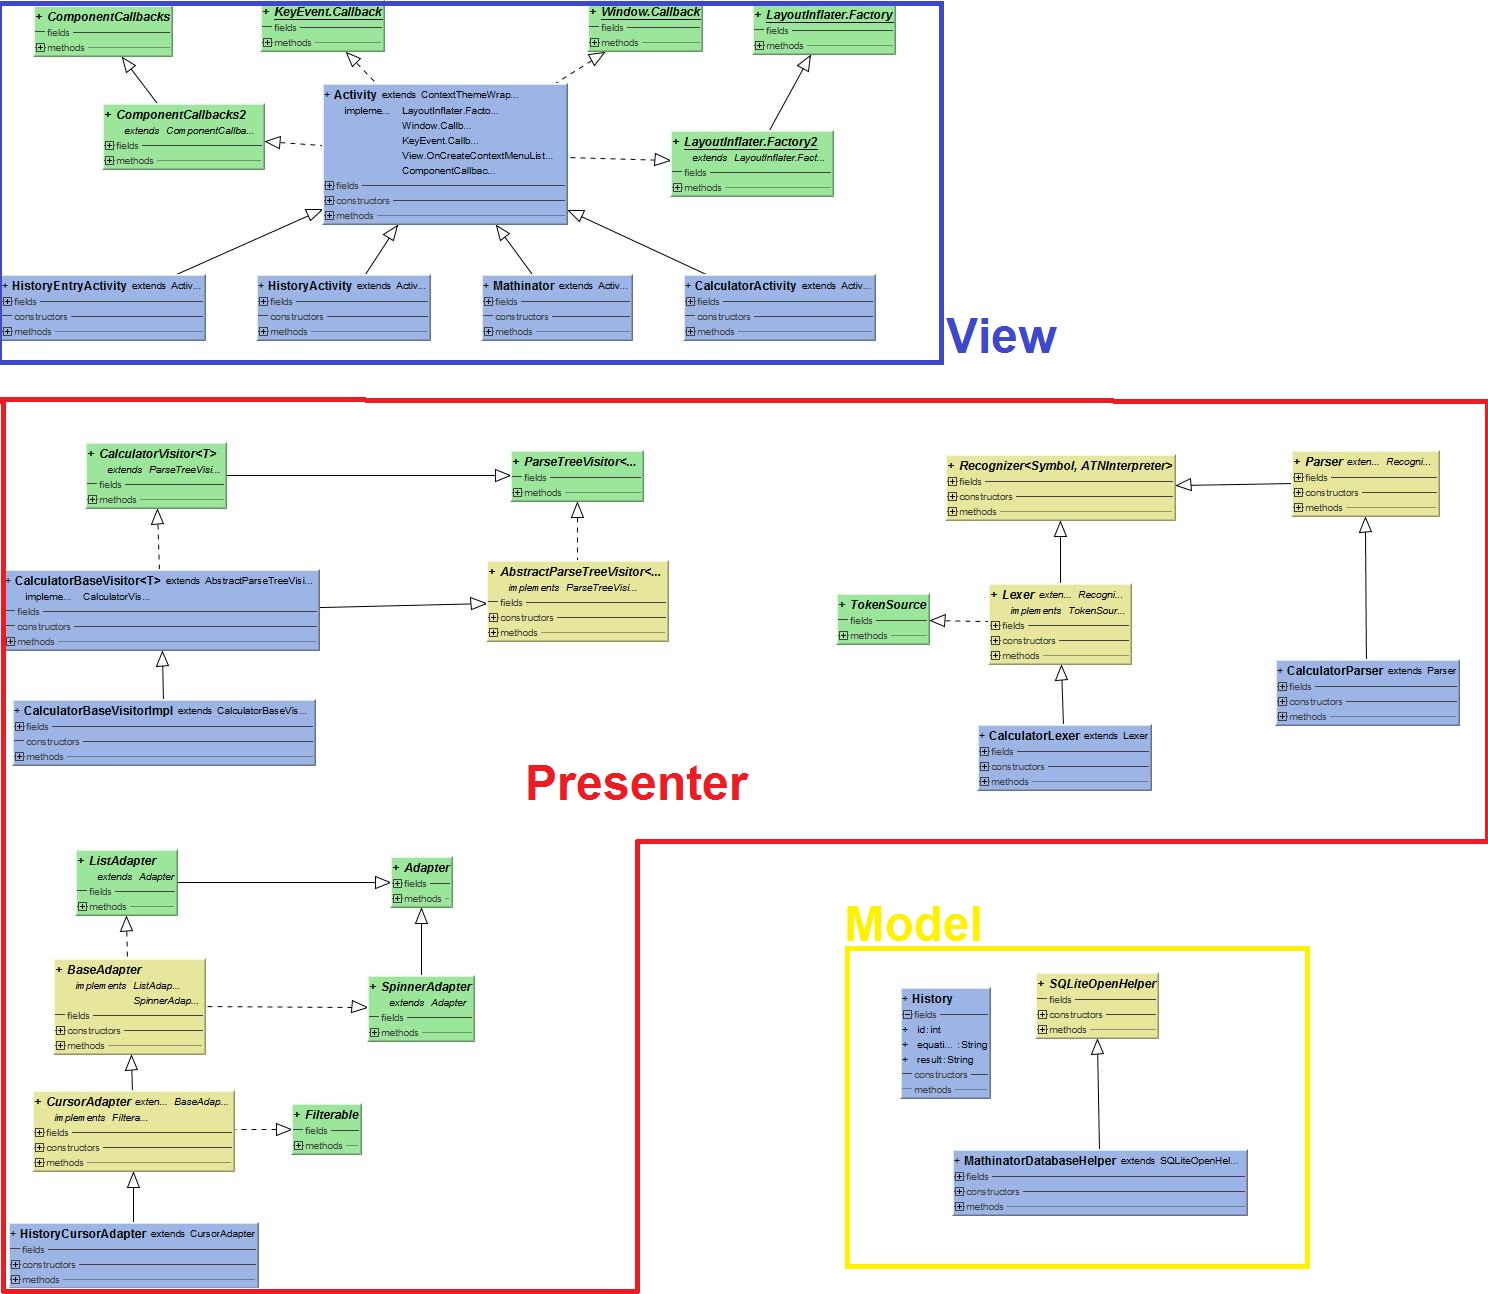 + ComponentCallbacks
fields
methods
+ KeyEvent.Callback
fields
methods
+ Window.Callback
fields
methods
+ LayoutInflater.Factory
fields
methods
+ ComponentCallbacks2
extends ComponentCallba...
fields
methods
+ Activity extends ContextThemeWrap...
impleme... LayoutInflater.Facto...
Window.Callb...
KeyEvent.Callb...
View.OnCreateContextMenuList...
ComponentCallbac...
fields
constructors
methods
+ LayoutInflater.Factory2
extends LayoutInflater.Fact...
fields
methods
+ HistoryEntryActivity extends Activ...
fields
constructors
methods
+ HistoryActivity extends Activ...
fields
constructors
methods
+ Mathinator extends Activ...
fields
constructors
methods
+ CalculatorActivity extends Activ...
fields
constructors
methods
View
+ CalculatorVisitor<T>
extends ParseTreeVisi...
fields
methods
+ ParseTreeVisitor<...
fields
methods
+ Recognizer<Symbol, ATNInterpreter>
fields
constructors
methods
+ Parser exten... Recogni...
fields
constructors
methods
+ CalculatorBaseVisitor<T> extends AbstractParseTreeVisi...
impleme... CalculatorVis...
fields
constructors
methods
+ AbstractParseTreeVisitor<...
implements ParseTreeVisi...
fields
constructors
methods
+ TokenSource
fields
methods
+ Lexer exten... Recogni...
implements TokenSour...
fields
constructors
methods
+ CalculatorParser extends Parser
fields
constructors
methods
+ CalculatorBaseVisitorImpl extends CalculatorBaseVis...
fields
constructors
methods
+ CalculatorLexer extends Lexer
fields
constructors
methods
Presenter
+ ListAdapter
extends Adapter
fields
methods
+ Adapter
fields
methods
+ BaseAdapter
implements ListAdap...
SpinnerAdap...
fields
constructors
methods
+ SpinnerAdapter
extends Adapter
fields
methods
+ CursorAdapter exten... BaseAdap...
implements Filtera...
fields
constructors
methods
+ Filterable
fields
methods
+ HistoryCursorAdapter extends CursorAdapter
fields
constructors
methods
Model
+ History
fields
+ id: int
+ equati... : String
+ result: String
constructors
methods
+ SQLiteOpenHelper
fields
constructors
methods
+ MathinatorDatabaseHelper extends SQLiteOpenHel...
fields
constructors
methods